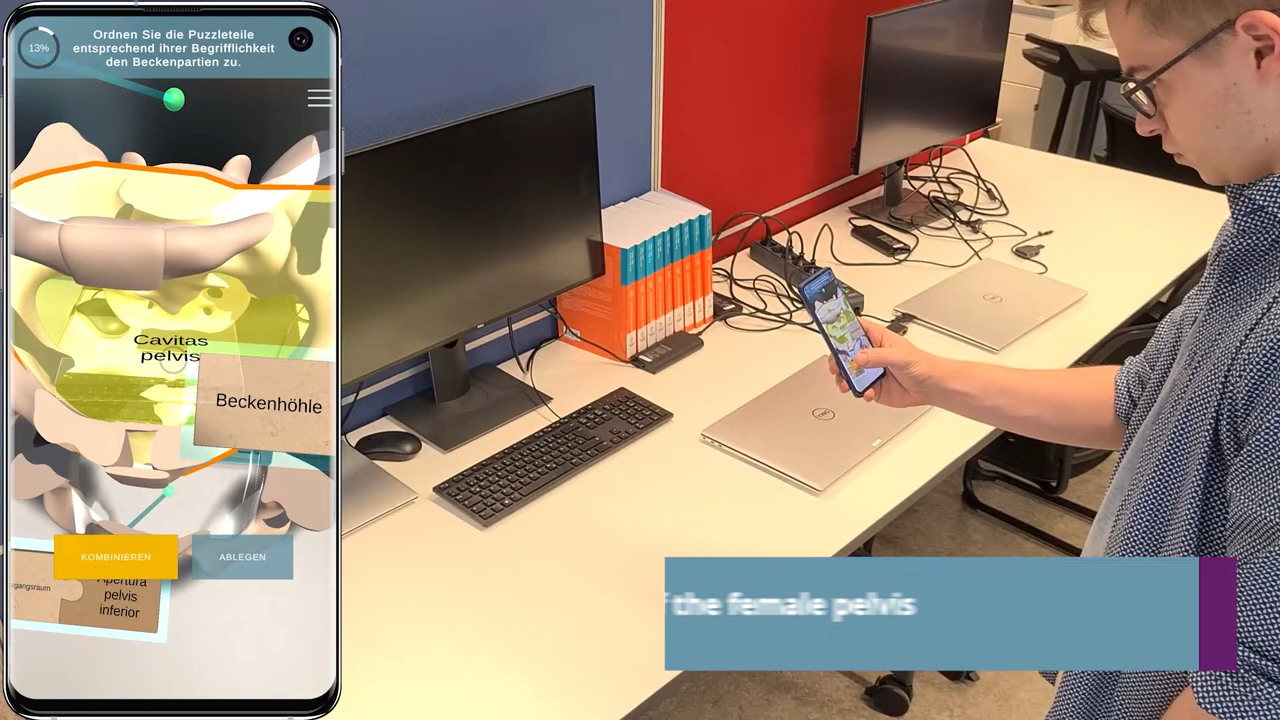 13%
Ordnen Sie die Puzzleteile
entsprechend ihrer Begrifflichkeit
den Beckenpartien zu.
Cavitas
pelvis
Beckenhöhle
KOMBINIEREN
ABLEGEN
Apertura
pelvis
inferior
the female pelvis